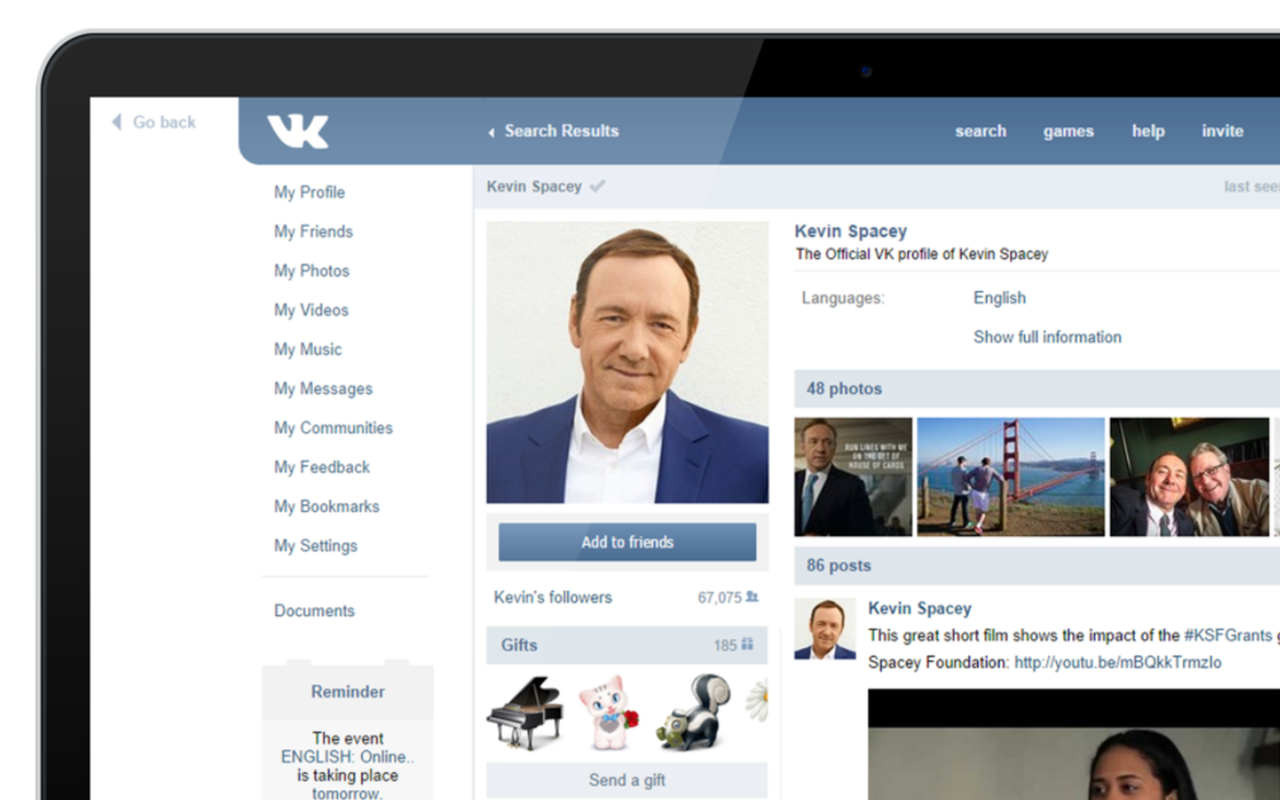 Go back
VK
Search Results
search
games
help
invite
My Profile
My Friends
My Photos
My Videos
My Music
My Messages
My Communities
My Feedback
My Bookmarks
My Settings
Documents
Reminder
The event
ENGLISH: Online..
is taking place
tomorrow.
Kevin Spacey
last see
Add to friends
Kevin's followers 67,075
Gifts 185
Send a gift
Kevin Spacey
The Official VK profile of Kevin Spacey
Languages: English
Show full information
48 photos
RUN LINES WITH ME
ON THE SET OF
HOUSE OF CARDS
86 posts
Kevin Spacey
This great short film shows the impact of the #KSFGrants g
Spacey Foundation: http://youtu.be/mBQkkTrmzlo